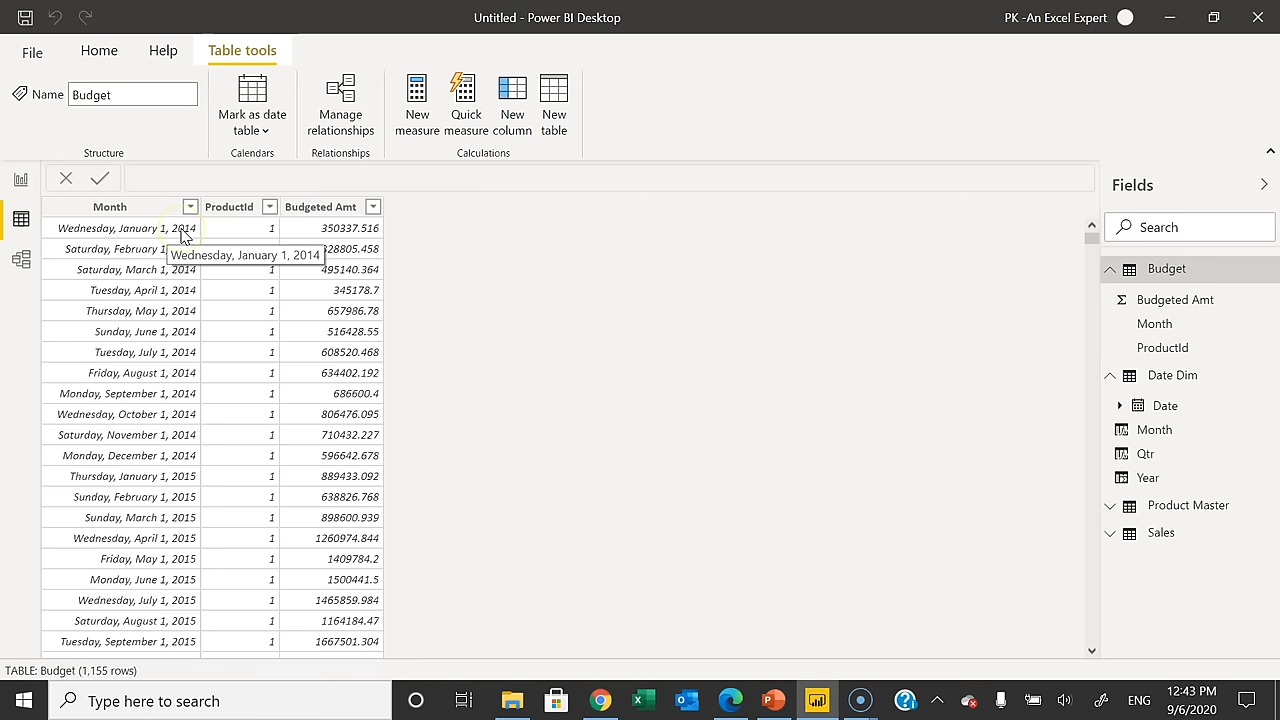 Untitled - Power BI Desktop
PK -An Excel Expert
File
Home
Help
Table tools
Name
Budget
Mark as date
table
Manage
relationships
New
measure
Quick
measure
New
column
New
table
Structure
Calendars
Relationships
Calculations
Month ProductId Budgeted Amt
Wednesday, January 1, 2014 1 350337.516
Saturday, February 1 328805.458
Wednesday, January 1, 2014
Saturday, March 1, 2014 1 495140.364
Tuesday, April 1, 2014 1 345178.7
Thursday, May 1, 2014 1 657986.78
Sunday, June 1, 2014 1 516428.55
Tuesday, July 1, 2014 1 608520.468
Friday, August 1, 2014 1 634402.192
Monday, September 1, 2014 1 686600.4
Wednesday, October 1, 2014 1 806476.095
Saturday, November 1, 2014 1 710432.227
Monday, December 1, 2014 1 596642.678
Thursday, January 1, 2015 1 889433.092
Sunday, February 1, 2015 1 638826.768
Sunday, March 1, 2015 1 898600.939
Wednesday, April 1, 2015 1 1260974.844
Friday, May 1, 2015 1 1409784.2
Monday, June 1, 2015 1 1500441.5
Wednesday, July 1, 2015 1 1465859.984
Saturday, August 1, 2015 1 1164184.47
Tuesday, September 1, 2015 1 1667501.304
Fields
Search
Budget
Σ Budgeted Amt
Month
ProductId
Date Dim
Date
Month
Qtr
Year
Product Master
Sales
TABLE: Budget (1,155 rows)
Type here to search
ENG
12:43 PM
9/6/2020